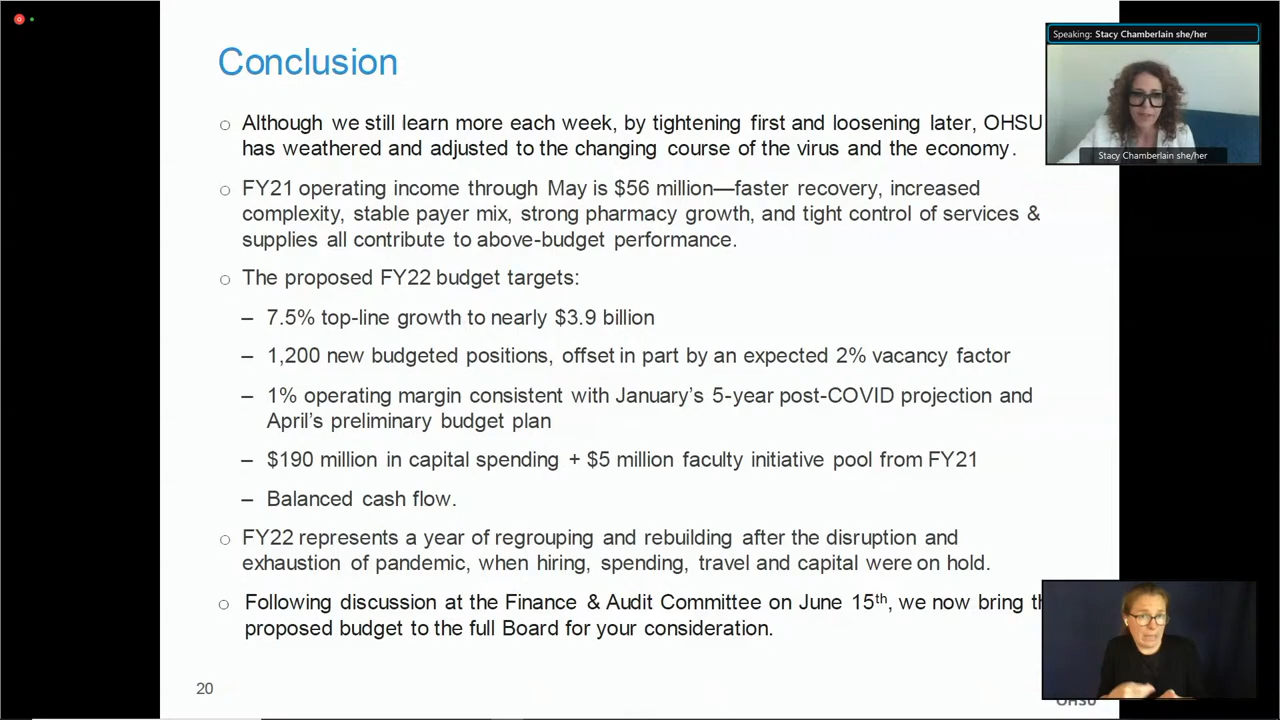 Conclusion
Speaking: Stacy Chamberlain she/her
Stacy Chamberlain she/her
○ Although we still learn more each week, by tightening first and loosening later, OHSU
has weathered and adjusted to the changing course of the virus and the economy.
○ FY21 operating income through May is $56 million—faster recovery, increased
complexity, stable payer mix, strong pharmacy growth, and tight control of services &
supplies all contribute to above-budget performance.
○ The proposed FY22 budget targets:
– 7.5% top-line growth to nearly $3.9 billion
– 1,200 new budgeted positions, offset in part by an expected 2% vacancy factor
– 1% operating margin consistent with January’s 5-year post-COVID projection and
April’s preliminary budget plan
– $190 million in capital spending + $5 million faculty initiative pool from FY21
– Balanced cash flow.
○ FY22 represents a year of regrouping and rebuilding after the disruption and
exhaustion of pandemic, when hiring, spending, travel and capital were on hold.
○ Following discussion at the Finance & Audit Committee on June 15th, we now bring
proposed budget to the full Board for your consideration.
20
OHSU